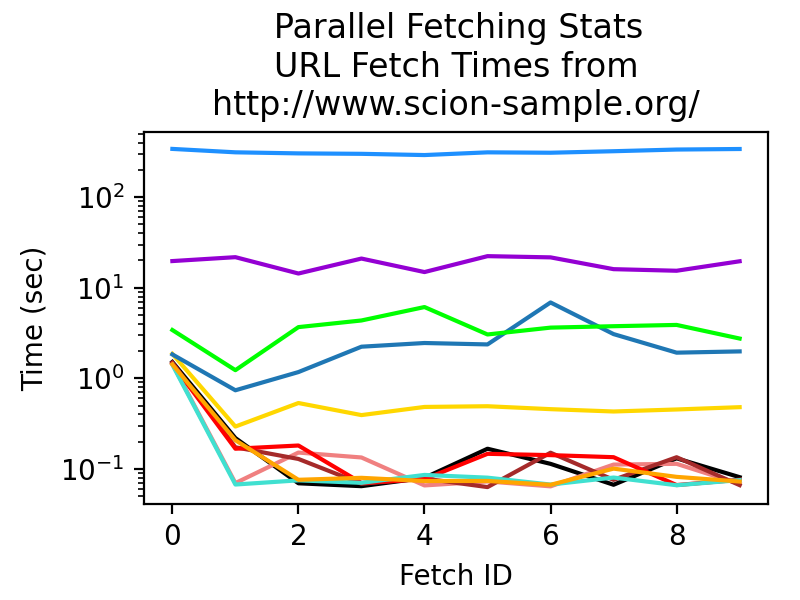 Parallel Fetching Stats
URL Fetch Times from
http://www.scion-sample.org/
Time (sec)
10²
10¹
10⁰
10⁻¹
0 2 4 6 8
Fetch ID